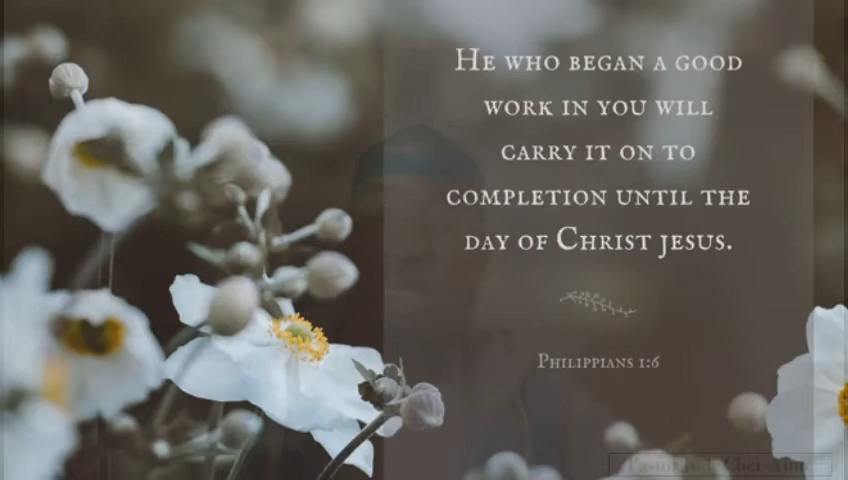 He who began a good
work in you will
carry it on to
completion until the
day of Christ Jesus.
Philippians 1:6
Pastor